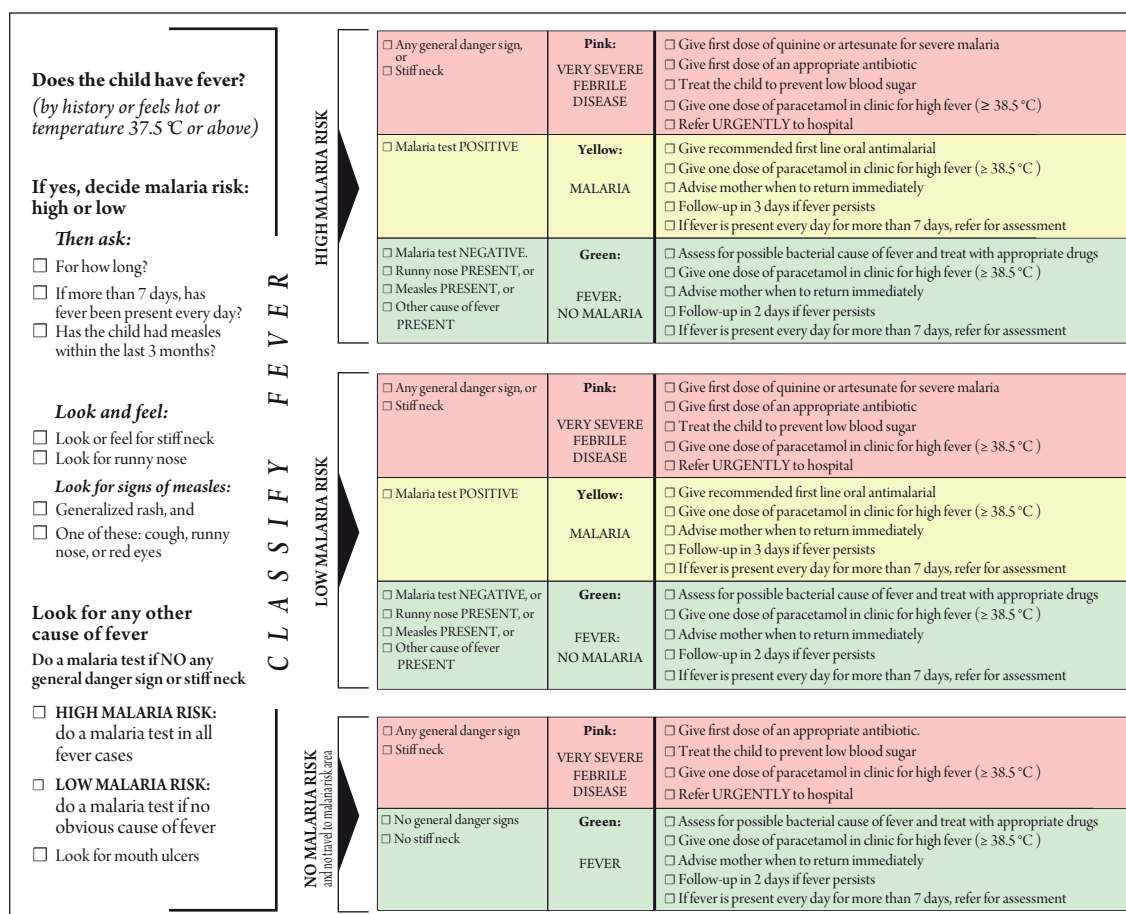 Does the child have fever?
(by history or feels hot or
temperature 37.5 °C or above)
If yes, decide malaria risk:
high or low
Then ask:
☐ For how long?
☐ If more than 7 days, has
fever been present every day?
☐ Has the child had measles
within the last 3 months?
Look and feel:
☐ Look or feel for stiff neck
☐ Look for runny nose
Look for signs of measles:
☐ Generalized rash, and
☐ One of these: cough, runny
nose, or red eyes
Look for any other
cause of fever
Do a malaria test if NO any
general danger sign or stiff neck
☐ HIGH MALARIA RISK:
do a malaria test in all
fever cases
☐ LOW MALARIA RISK:
do a malaria test if no
obvious cause of fever
☐ Look for mouth ulcers
CLASSIFY FEVER
HIGH MALARIA RISK
☐ Any general danger sign,
or
☐ Stiff neck
Pink:
VERY SEVERE
FEBRILE
DISEASE
☐ Give first dose of quinine or artesunate for severe malaria
☐ Give first dose of an appropriate antibiotic
☐ Treat the child to prevent low blood sugar
☐ Give one dose of paracetamol in clinic for high fever (≥ 38.5 °C)
☐ Refer URGENTLY to hospital
☐ Malaria test POSITIVE
Yellow:
MALARIA
☐ Give recommended first line oral antimalarial
☐ Give one dose of paracetamol in clinic for high fever (≥ 38.5 °C)
☐ Advise mother when to return immediately
☐ Follow-up in 3 days if fever persists
☐ If fever is present every day for more than 7 days, refer for assessment
☐ Malaria test NEGATIVE.
☐ Runny nose PRESENT, or
☐ Measles PRESENT, or
☐ Other cause of fever
PRESENT
Green:
FEVER:
NO MALARIA
☐ Assess for possible bacterial cause of fever and treat with appropriate drugs
☐ Give one dose of paracetamol in clinic for high fever (≥38.5 °C)
☐ Advise mother when to return immediately
☐ Follow-up in 2 days if fever persists
☐ If fever is present every day for more than 7 days, refer for assessment
LOW MALARIA RISK
☐ Any general danger sign, or
☐ Stiff neck
Pink:
VERY SEVERE
FEBRILE
DISEASE
☐ Give first dose of quinine or artesunate for severe malaria
☐ Give first dose of an appropriate antibiotic
☐ Treat the child to prevent low blood sugar
☐ Give one dose of paracetamol in clinic for high fever (≥ 38.5 °C)
☐ Refer URGENTLY to hospital
☐ Malaria test POSITIVE
Yellow:
MALARIA
☐ Give recommended first line oral antimalarial
☐ Give one dose of paracetamol in clinic for high fever (≥ 38.5 °C)
☐ Advise mother when to return immediately
☐ Follow-up in 3 days if fever persists
☐ If fever is present every day for more than 7 days, refer for assessment
☐ Malaria test NEGATIVE, or
☐ Runny nose PRESENT, or
☐ Measles PRESENT, or
☐ Other cause of fever
PRESENT
Green:
FEVER:
NO MALARIA
☐ Assess for possible bacterial cause of fever and treat with appropriate drugs
☐ Give one dose of paracetamol in clinic for high fever (≥38.5 °C)
☐ Advise mother when to return immediately
☐ Follow-up in 2 days if fever persists
☐ If fever is present every day for more than 7 days, refer for assessment
NO MALARIA RISK
and not travel to malaria risk area
☐ Any general danger sign
☐ Stiff neck
Pink:
VERY SEVERE
FEBRILE
DISEASE
☐ Give first dose of an appropriate antibiotic.
☐ Treat the child to prevent low blood sugar
☐ Give one dose of paracetamol in clinic for high fever (≥38.5 °C)
☐ Refer URGENTLY to hospital
☐ No general danger signs
☐ No stiff neck
Green:
FEVER
☐ Assess for possible bacterial cause of fever and treat with appropriate drugs
☐ Give one dose of paracetamol in clinic for high fever (≥ 38.5 °C)
☐ Advise mother when to return immediately
☐ Follow-up in 2 days if fever persists
☐ If fever is present every day for more than 7 days, refer for assessment